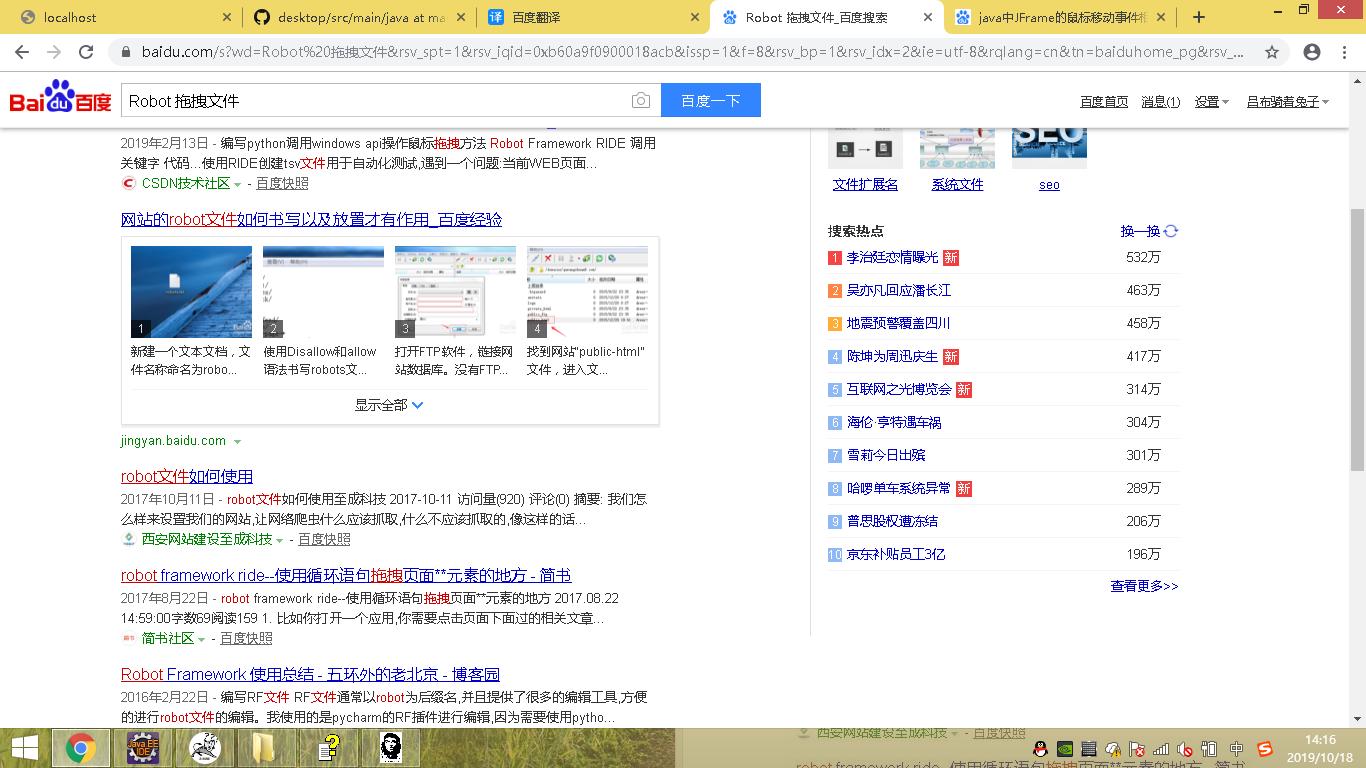 localhost
desktop/src/main/java at ma
百度翻译
Robot 拖拽文件_百度搜索
java中JFrame的鼠标移动事件和
baidu.com/s?wd=Robot%20拖拽文件&rsv_spt=1&rsv_iqid=0xb60a9f0900018acb&issp=1&f=8&rsv_bp=1&rsv_idx=2&ie=utf-8&rqlang=cn&tn=baiduhome_pg&rsv_...
Bai du 百度
Robot 拖拽文件
百度一下
百度首页 消息(1) 设置 吕布骑着兔子
2019年2月13日 - 编写python调用windows api操作鼠标拖拽方法 Robot Framework RIDE 调用
关键字 代码...使用RIDE创建tsv文件用于自动化测试,遇到一个问题:当前WEB页面...
CSDN技术社区 - 百度快照
网站的robot文件如何书写以及放置才有作用_百度经验
1
2
3
4
新建一个文本文档，文
件名称命名为robo...
使用Disallow和allow
语法书写robots文...
打开FTP软件，链接网
站数据库。没有FTP...
找到网站"public-html"
文件，进入文...
显示全部
jingyan.baidu.com
robot文件如何使用
2017年10月11日 - robot文件如何使用至成科技 2017-10-11 访问量(920) 评论(0) 摘要: 我们怎
么样来设置我们的网站,让网络爬虫什么应该抓取,什么不应该抓取的,像这样的话...
西安网站建设至成科技 - 百度快照
robot framework ride--使用循环语句拖拽页面**元素的地方 - 简书
2017年8月22日 - robot framework ride--使用循环语句拖拽页面**元素的地方 2017.08.22
14:59:00字数69阅读159 1. 比如你打开一个应用,你需要点击页面下面过的相关文章...
简书社区 - 百度快照
Robot Framework 使用总结 - 五环外的老北京 - 博客园
2016年2月22日 - 编写RF文件 RF文件通常以robot为后缀名,并且提供了很多的编辑工具,方便
的进行robot文件的编辑。我使用的是pycharm的RF插件进行编辑,因为需要使用pytho...
SEO
文件扩展名 系统文件 seo
搜索热点 换一换
1 李治廷恋情曝光 新 532万
2 吴亦凡回应潘长江 463万
3 地震预警覆盖四川 458万
4 陈坤为周迅庆生 新 417万
5 互联网之光博览会 新 314万
6 海伦·亨特遇车祸 304万
7 雪莉今日出殡 301万
8 哈啰单车系统异常 新 289万
9 普思股权遭冻结 206万
10 京东补贴员工3亿 196万
查看更多>>
Java EE
IDE
西安网站建设至成科技 - 百度快照
robot framework ride--使用循环语句拖拽页面**元素的地方 - 简书
中
14:16
2019/10/18